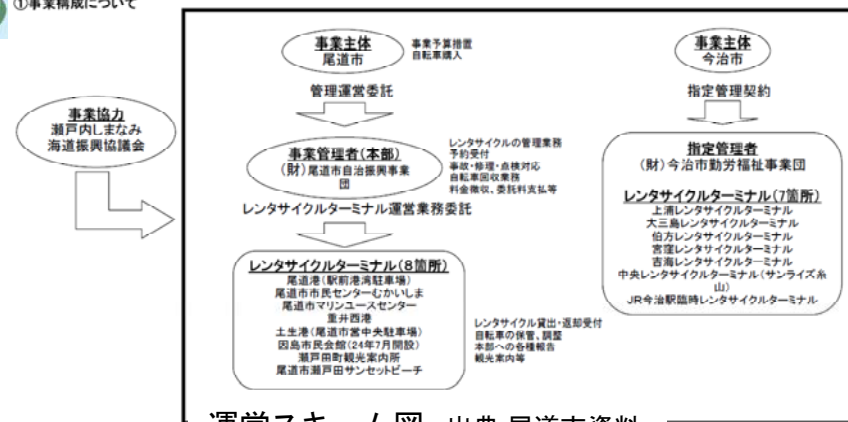 ①事業構成について
事業協力
瀬戸内しまなみ
海道振興協議会
事業主体
尾道市
事業予算措置
自転車購入
管理運営委託
事業管理者(本部)
(財)尾道市自治振興事業
団
レンタサイクルの管理業務
予約受付
事故・修理・点検対応
自転車回収業務
料金徴収、委託料支払等
レンタサイクルターミナル運営業務委託
レンタサイクルターミナル(8箇所)
尾道港(駅前港湾駐車場)
尾道市市民センターむかいしま
尾道市マリンユースセンター
重井西港
土生港(尾道市営中央駐車場)
因島市民会館(24年7月開設)
瀬戸田町観光案内所
尾道市瀬戸田サンセットビーチ
レンタサイクル貸出・返却受付
自転車の保管、調整
本部への各種報告
観光案内等
事業主体
今治市
指定管理契約
指定管理者
(財)今治市勤労福祉事業団
レンタサイクルターミナル(7箇所)
上浦レンタサイクルターミナル
大三島レンタサイクルターミナル
伯方レンタサイクルターミナル
宮窪レンタサイクルターミナル
吉海レンタサイクルターミナル
中央レンタサイクルターミナル(サンライズ糸
山)
JR今治駅臨時レンタサイクルターミナル
運営スキーム図 出典 尾道市資料